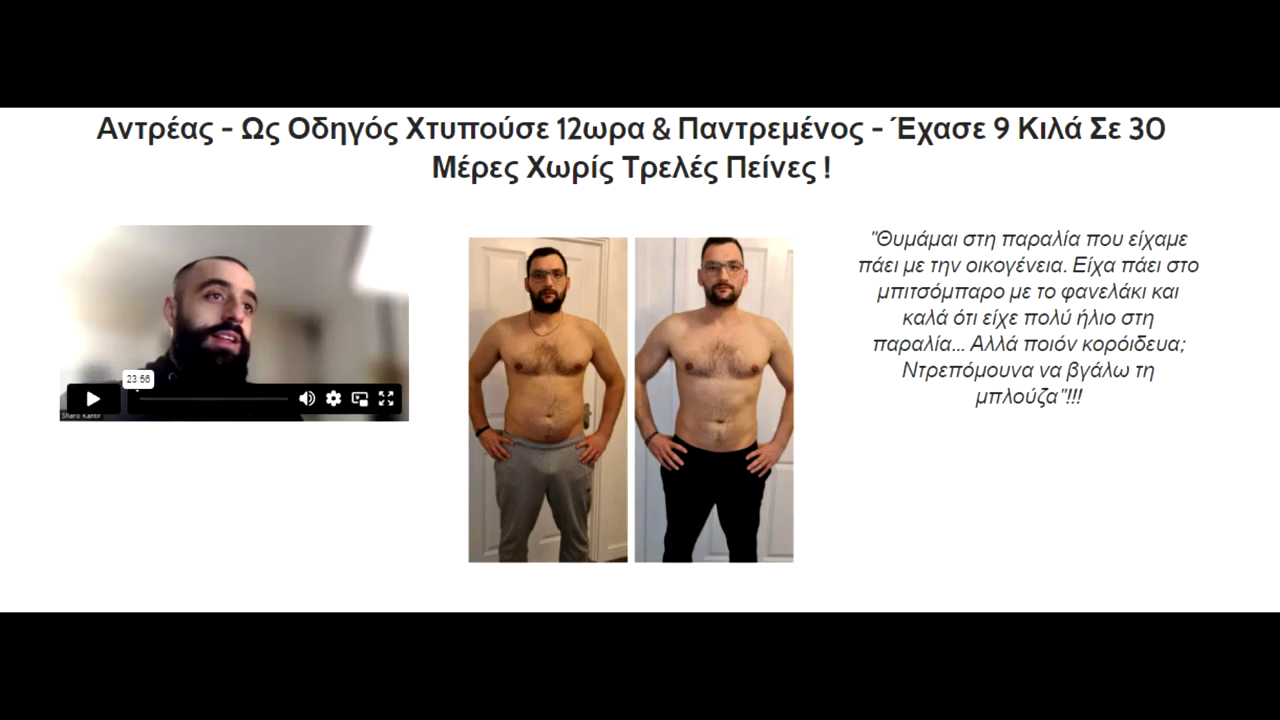 Αντρέας - Ως Οδηγός Χτυπούσε 12ωρα & Παντρεμένος - Έχασε 9 Κιλά Σε 30
Μέρες Χωρίς Τρελές Πείνες !
23:56
"Θυμάμαι στη παραλία που είχαμε
πάει με την οικογένεια. Είχα πάει στο
μπιτσόμπαρο με το φανελάκι και
καλά ότι είχε πολύ ήλιο στη
παραλία... Αλλά ποιόν κορόιδευα;
Ντρεπόμουνα να βγάλω τη
μπλούζα"!!!